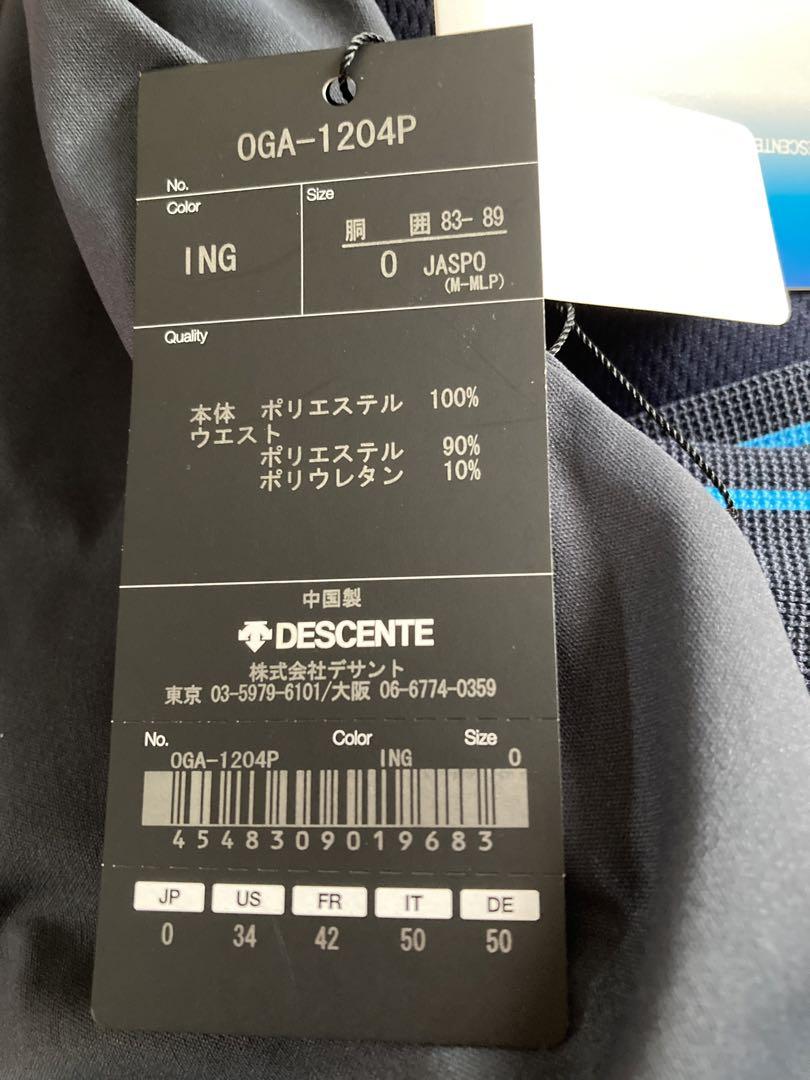 OGA-1204P
No.
Color
ING
Size
胴 囲 83- 89
O JASPO
(M-MLP)
Quality
本体 ポリエステル 100%
ウエスト
ポリエステル 90%
ポリウレタン 10%
中国製
DESCENTE
株式会社デサント
東京 03-5979-6101/大阪 06-6774-0359
No. Color Size
OGA-1204P ING O
4548309019683
JP US FR IT DE
0 34 42 50 50